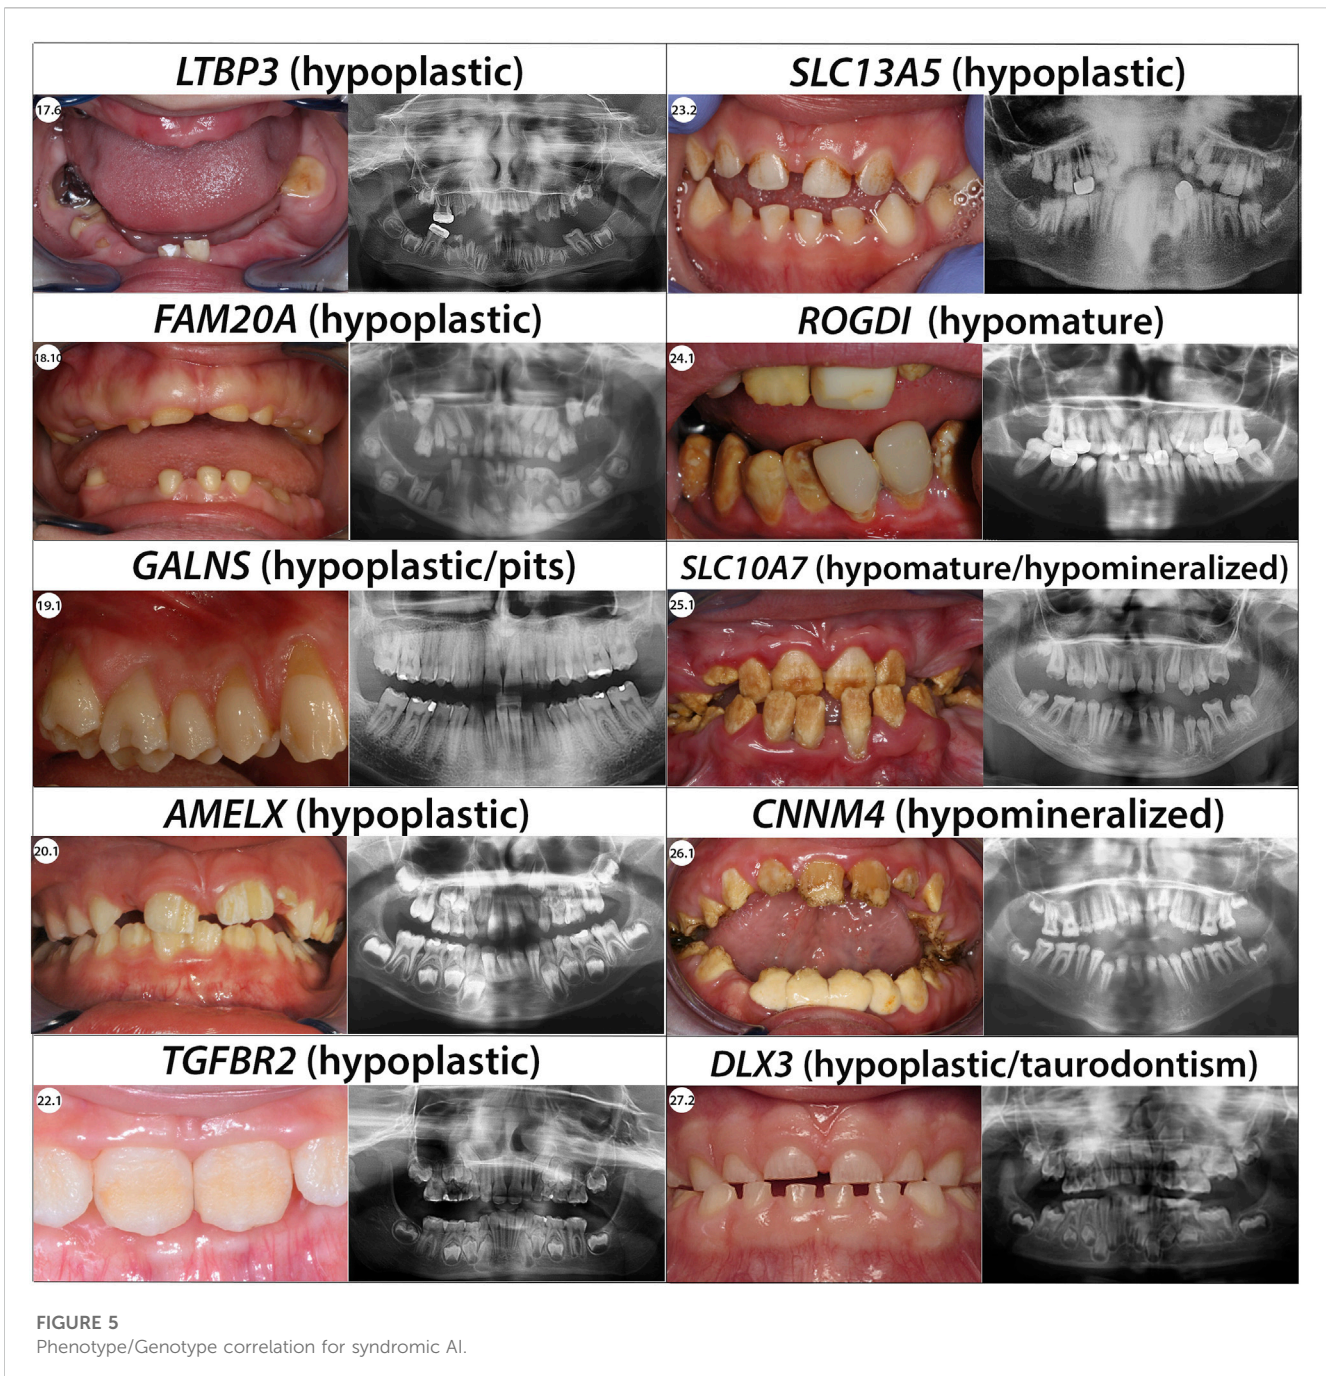 LTBP3 (hypoplastic)
17.6
SLC13A5 (hypoplastic)
23.2
FAM20A (hypoplastic)
18.10
ROGDI (hypomature)
24.1
GALNS (hypoplastic/pits)
19.1
SLC10A7 (hypomature/hypomineralized)
25.1
AMELX (hypoplastic)
20.1
CNNM4 (hypomineralized)
26.1
TGFBR2 (hypoplastic)
22.1
DLX3 (hypoplastic/taurodontism)
27.2
FIGURE 5
Phenotype/Genotype correlation for syndromic AI.